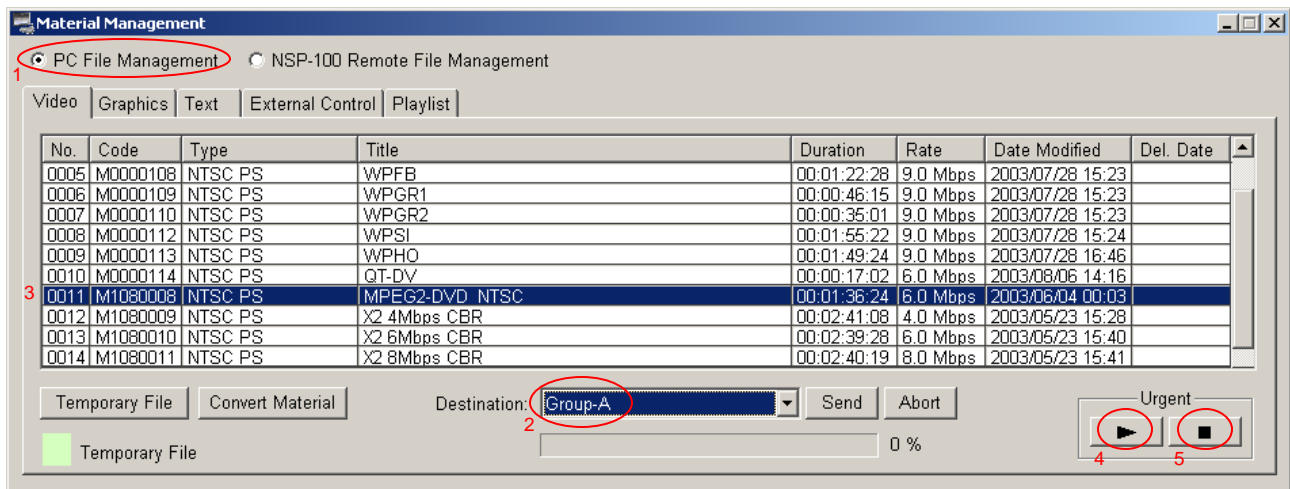 Material Management
PC File Management NSP-100 Remote File Management
1
Video Graphics Text External Control Playlist
No. Code Type Title Duration Rate Date Modified Del. Date
0005 M0000108 NTSC PS WPFB 00:01:22:28 9.0 Mbps 2003/07/28 15:23
0006 M0000109 NTSC PS WPGR1 00:00:46:15 9.0 Mbps 2003/07/28 15:23
0007 M0000110 NTSC PS WPGR2 00:00:35:01 9.0 Mbps 2003/07/28 15:23
0008 M0000112 NTSC PS WPSI 00:01:55:22 9.0 Mbps 2003/07/28 15:24
0009 M0000113 NTSC PS WPHO 00:01:49:24 9.0 Mbps 2003/07/28 16:46
0010 M0000114 NTSC PS QT-DV 00:00:17:02 6.0 Mbps 2003/08/06 14:16
3 0011 M1080008 NTSC PS MPEG2-DVD NTSC 00:01:36:24 6.0 Mbps 2003/06/04 00:03
0012 M1080009 NTSC PS X2 4Mbps CBR 00:02:41:08 4.0 Mbps 2003/05/23 15:28
0013 M1080010 NTSC PS X2 6Mbps CBR 00:02:39:28 6.0 Mbps 2003/05/23 15:40
0014 M1080011 NTSC PS X2 8Mbps CBR 00:02:40:19 8.0 Mbps 2003/05/23 15:41
Temporary File Convert Material Destination: Group-A Send Abort Urgent
2
Temporary File 0 % 4 5